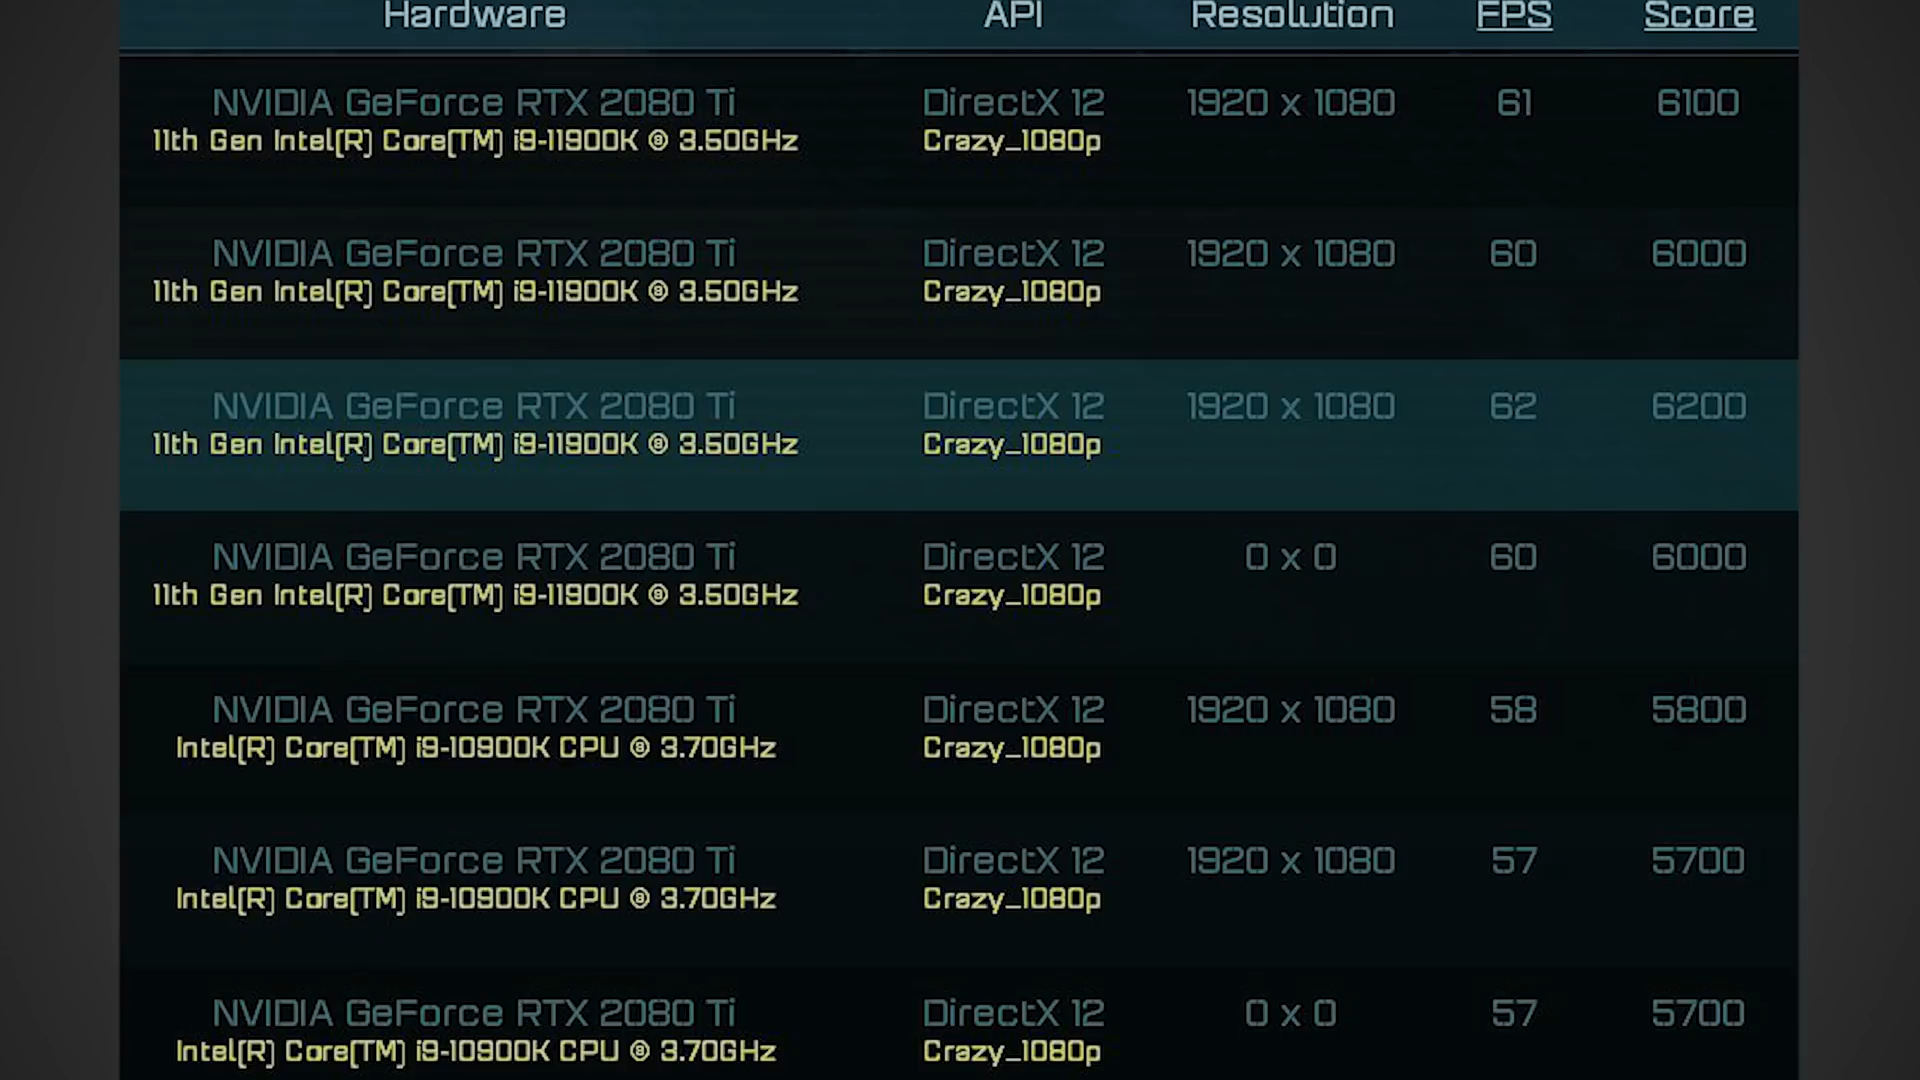 Hardware API Resolution FPS Score
NVIDIA GeForce RTX 2080 Ti DirectX 12 1920 x 1080 61 6100
11th Gen Intel(R) Core(TM) i9-11900K @ 3.50GHz Crazy_1080p
NVIDIA GeForce RTX 2080 Ti DirectX 12 1920 x 1080 60 6000
11th Gen Intel(R) Core(TM) i9-11900K @ 3.50GHz Crazy_1080p
NVIDIA GeForce RTX 2080 Ti DirectX 12 1920 x 1080 62 6200
11th Gen Intel(R) Core(TM) i9-11900K @ 3.50GHz Crazy_1080p
NVIDIA GeForce RTX 2080 Ti DirectX 12 0 x 0 60 6000
11th Gen Intel(R) Core(TM) i9-11900K @ 3.50GHz Crazy_1080p
NVIDIA GeForce RTX 2080 Ti DirectX 12 1920 x 1080 58 5800
Intel(R) Core(TM) i9-10900K CPU @ 3.70GHz Crazy_1080p
NVIDIA GeForce RTX 2080 Ti DirectX 12 1920 x 1080 57 5700
Intel(R) Core(TM) i9-10900K CPU @ 3.70GHz Crazy_1080p
NVIDIA GeForce RTX 2080 Ti DirectX 12 0 x 0 57 5700
Intel(R) Core(TM) i9-10900K CPU @ 3.70GHz Crazy_1080p